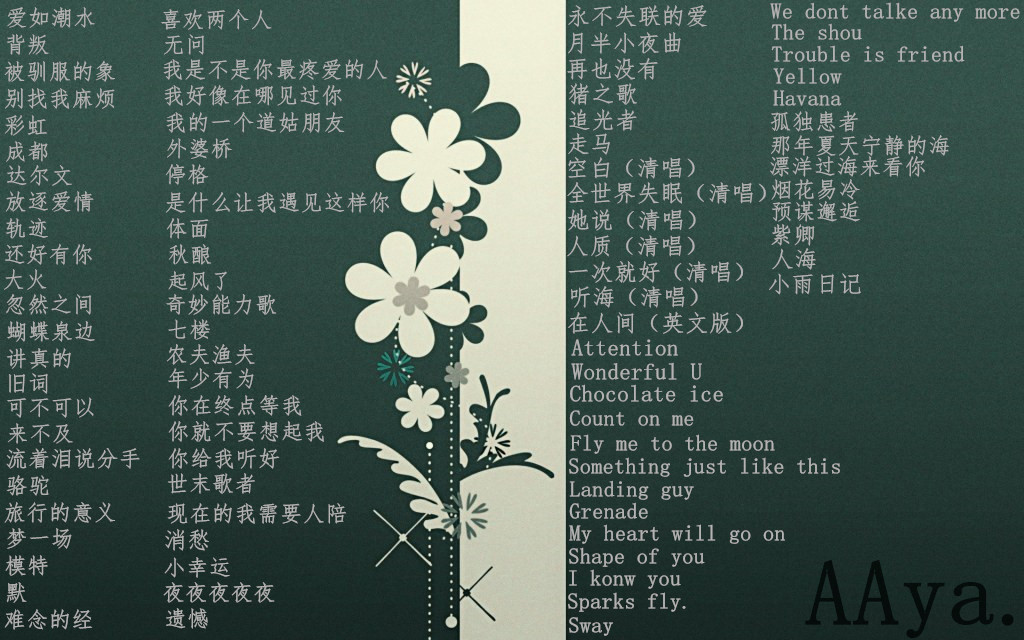 爱如潮水
背叛
被驯服的象
别找我麻烦
彩虹
成都
达尔文
放逐爱情
轨迹
还好有你
大火
忽然之间
蝴蝶泉边
讲真的
旧词
可不可以
来不及
流着泪说分手
骆驼
旅行的意义
梦一场
模特
默
难念的经
喜欢两个人
无问
我是不是你最疼爱的人
我好像在哪见过你
我的一个道姑朋友
外婆桥
停格
是什么让我遇见这样你
体面
秋酿
起风了
奇妙能力歌
七楼
农夫渔夫
年少有为
你在终点等我
你就不要想起我
你给我听好
世末歌者
现在的我需要人陪
消愁
小幸运
夜夜夜夜夜
遗憾
永不失联的爱
月半小夜曲
再也没有
猪之歌
追光者
走马
空白（清唱）
全世界失眠（清唱）
她说（清唱）
人质（清唱）
一次就好（清唱）
听海（清唱）
在人间（英文版）
Attention
Wonderful U
Chocolate ice
Count on me
Fly me to the moon
Something just like this
Landing guy
Grenade
My heart will go on
Shape of you
I konw you
Sparks fly.
Sway
We dont talke any more
The shou
Trouble is friend
Yellow
Havana
孤独患者
那年夏天宁静的海
漂洋过海来看你
烟花易冷
预谋邂逅
紫卿
人海
小雨日记
AAya.